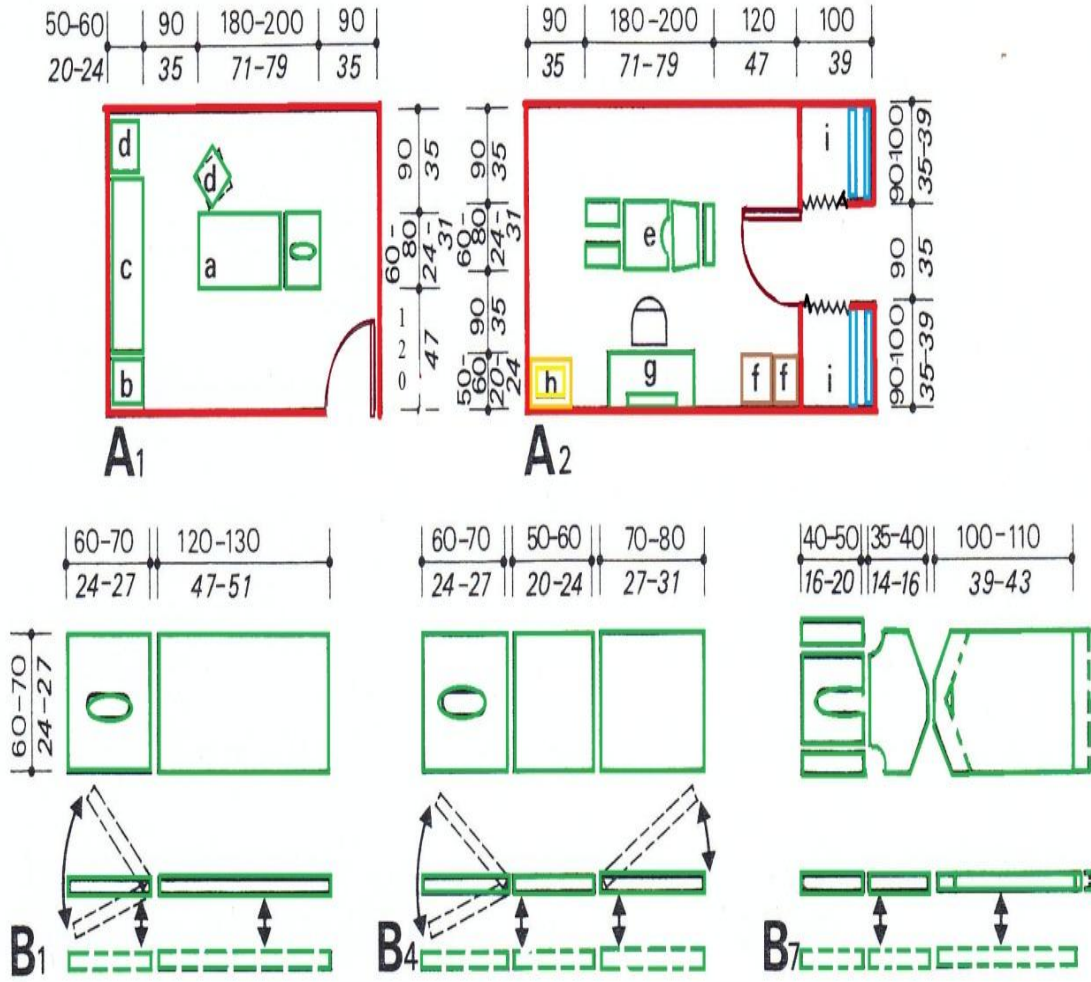 50-60 90 180-200 90
20-24 35 71-79 35
d
d
c
a
b
90
35
60-80
24-31
120
47
A1
90 180-200 120 100
35 71-79 47 39
90
35
60-80
24-31
90
35
50-60
20-24
i
e
h
g
f f
i
90-100
35-39
90
35
90-100
35-39
A2
60-70 120-130
24-27 47-51
60-70
24-27
B1
60-70 50-60 70-80
24-27 20-24 27-31
B4
40-50 35-40 100-110
16-20 14-16 39-43
B7